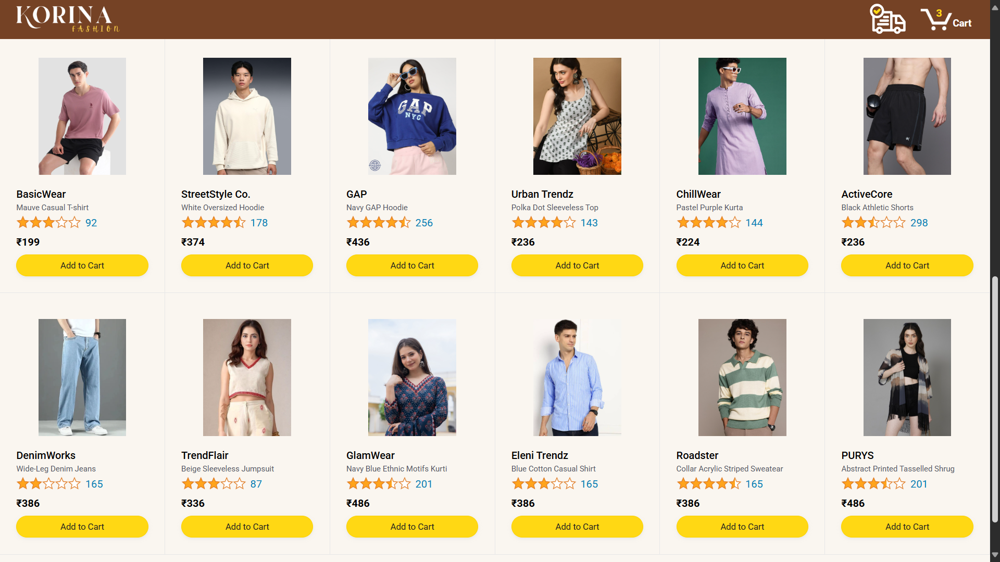 KORINA
FASHION
3
Cart
GAP
NYC
BasicWear
Mauve Casual T-shirt
92
₹199
Add to Cart
StreetStyle Co.
White Oversized Hoodie
178
₹374
Add to Cart
GAP
Navy GAP Hoodie
256
₹436
Add to Cart
Urban Trendz
Polka Dot Sleeveless Top
143
₹236
Add to Cart
ChillWear
Pastel Purple Kurta
144
₹224
Add to Cart
ActiveCore
Black Athletic Shorts
298
₹236
Add to Cart
DenimWorks
Wide-Leg Denim Jeans
165
₹386
Add to Cart
TrendFlair
Beige Sleeveless Jumpsuit
87
₹336
Add to Cart
GlamWear
Navy Blue Ethnic Motifs Kurti
201
₹486
Add to Cart
Eleni Trendz
Blue Cotton Casual Shirt
165
₹386
Add to Cart
Roadster
Collar Acrylic Striped Sweatear
165
₹386
Add to Cart
PURYS
Abstract Printed Tasselled Shrug
201
₹486
Add to Cart